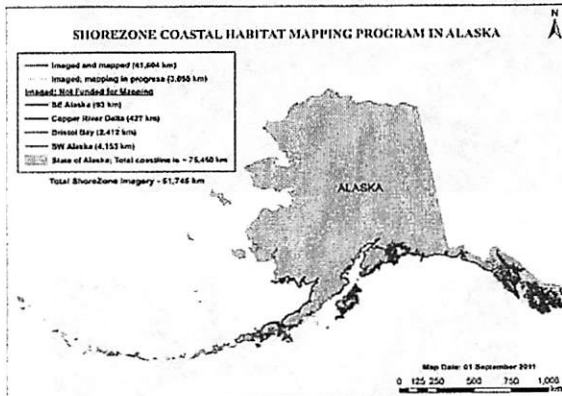 N
SHOREZONE COASTAL HABITAT MAPPING PROGRAM IN ALASKA
Imaged and mapped (41,604 km)
Imaged; mapping in progress (3,055 km)
Imaged; Not Funded for Mapping
SE Alaska (93 km)
Copper River Delta (427 km)
Bristol Bay (2,412 km)
SW Alaska (4,153 km)
State of Alaska; Total coastline is ~ 75,450 km
Total ShoreZone Imagery - 51,745 km
ALASKA
Map Date: 01 September 2011
0 125 250 500 750 1,000
km